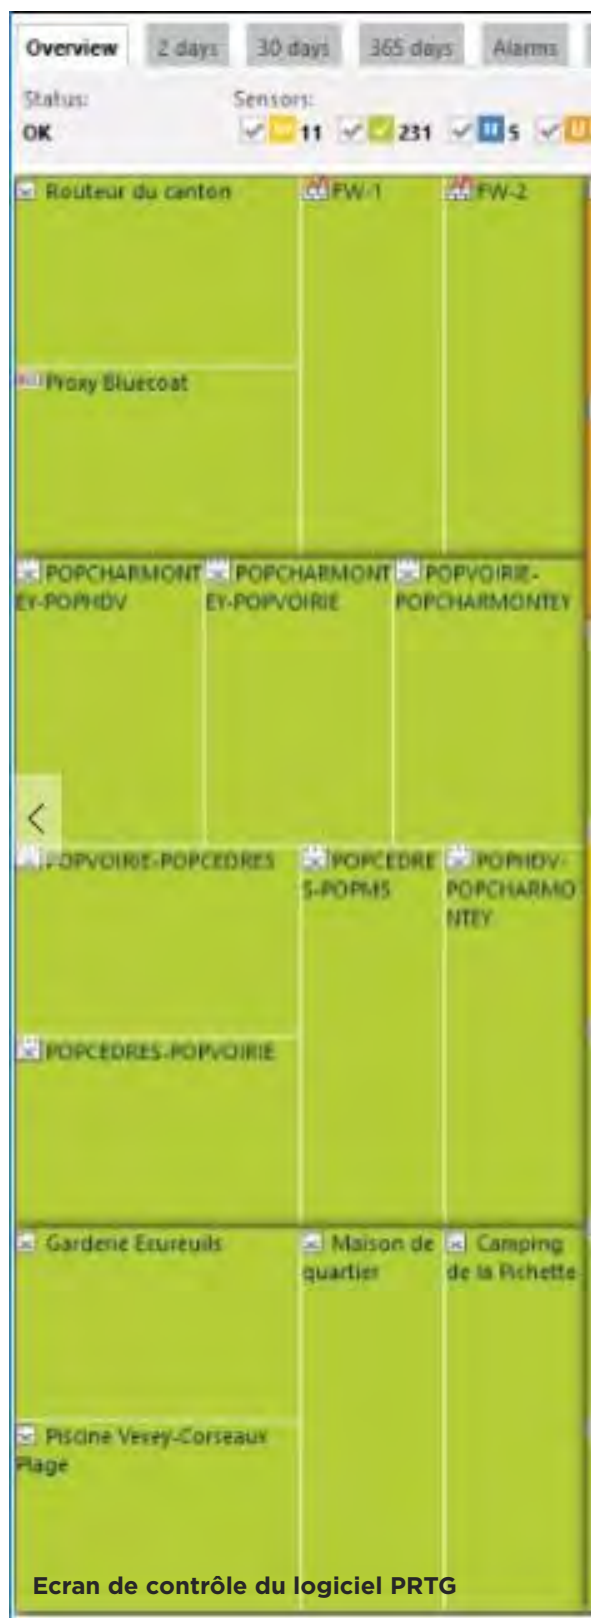 Overview 2 days 30 days 365 days Alarms
Status: Sensors:
OK W 11 231 5 U
Routeur du canton FW-1 FW-2
Proxy Bluecoat
POPCHARMONT POPCHARMONT POPVOIRIE-
EY-POPHDV EY-POPVOIRIE POPCHARMONTEY
POPVOIRIE-POPCEDRES POPCEDRE POPHDV-
S-POPMS POPCHARMO
NTEY
POPCEDRES-POPVOIRIE
Garderie Ecureuils Maison de Camping
quartier de la Pichette
Piscine Vevey-Corseaux
Plage
Ecran de contrôle du logiciel PRTG